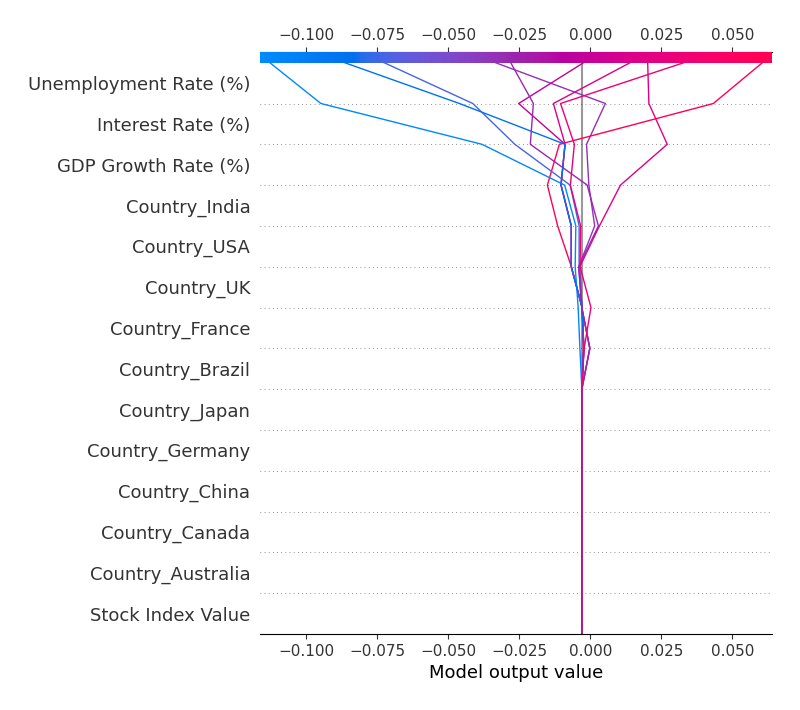 −0.100 −0.075 −0.050 −0.025 0.000 0.025 0.050
Unemployment Rate (%)
Interest Rate (%)
GDP Growth Rate (%)
Country_India
Country_USA
Country_UK
Country_France
Country_Brazil
Country_Japan
Country_Germany
Country_China
Country_Canada
Country_Australia
Stock Index Value
−0.100 −0.075 −0.050 −0.025 0.000 0.025 0.050
Model output value